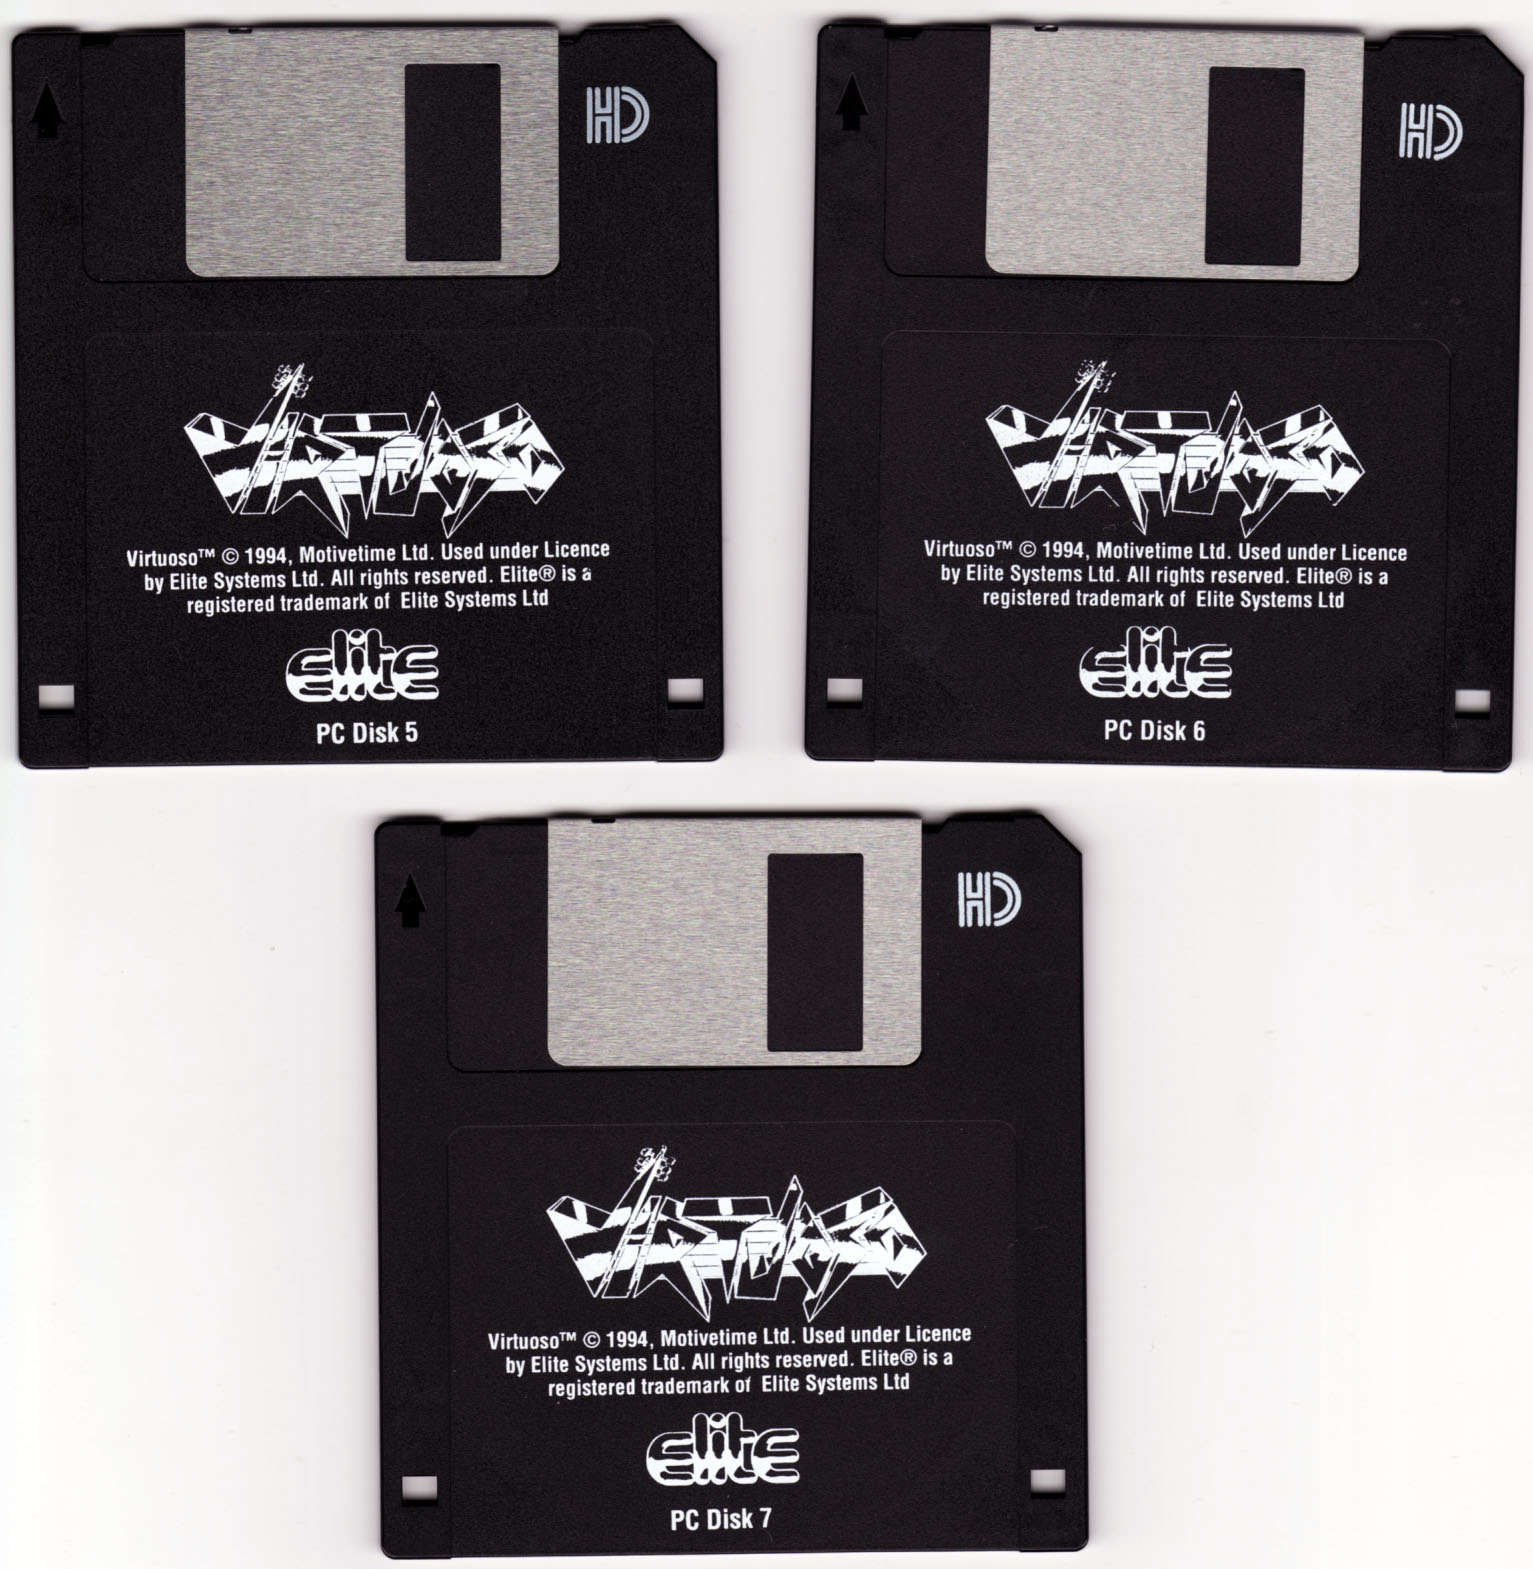 HD
VIRTUOSO
Virtuoso™ © 1994, Motivetime Ltd. Used under Licence
by Elite Systems Ltd. All rights reserved. Elite® is a
registered trademark of Elite Systems Ltd
elite
PC Disk 5
HD
VIRTUOSO
Virtuoso™ © 1994, Motivetime Ltd. Used under Licence
by Elite Systems Ltd. All rights reserved. Elite® is a
registered trademark of Elite Systems Ltd
elite
PC Disk 6
HD
VIRTUOSO
Virtuoso™ © 1994, Motivetime Ltd. Used under Licence
by Elite Systems Ltd. All rights reserved. Elite® is a
registered trademark of Elite Systems Ltd
elite
PC Disk 7